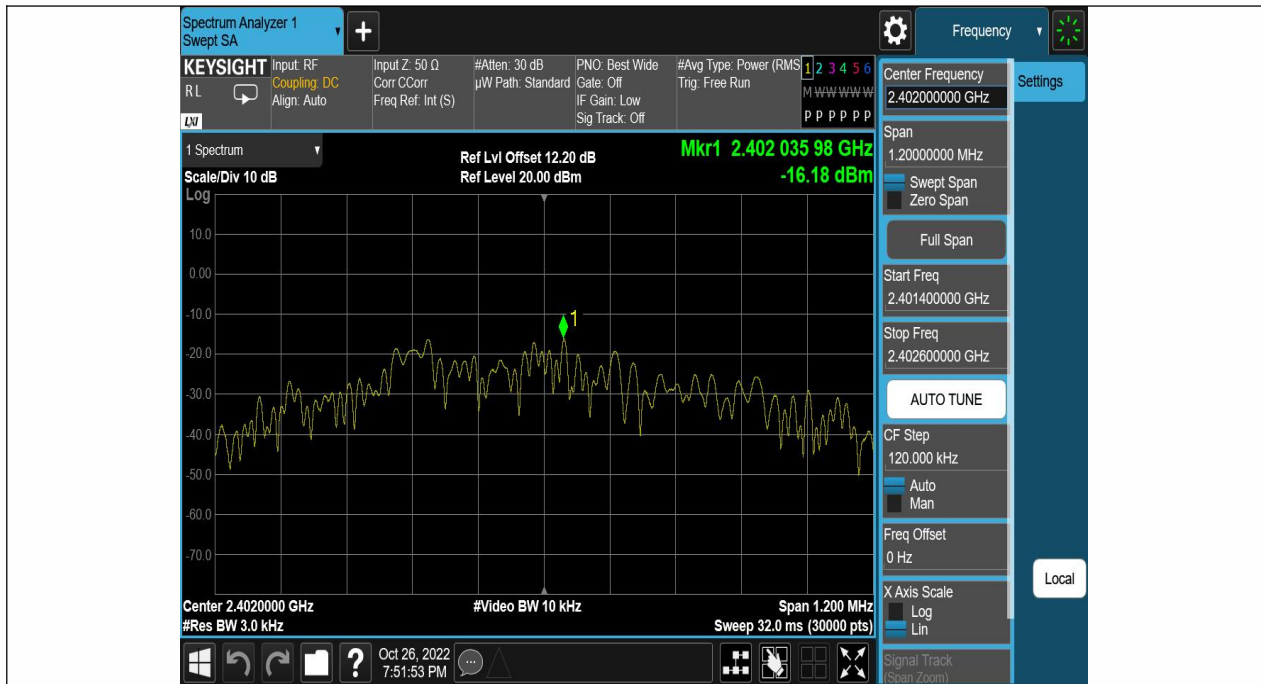 Spectrum Analyzer 1
Swept SA
+
Frequency
KEYSIGHT
RL
LXI
Input: RF
Coupling: DC
Align: Auto
Input Z: 50 Ω
Corr CCorr
Freq Ref: Int (S)
#Atten: 30 dB
µW Path: Standard
PNO: Best Wide
Gate: Off
IF Gain: Low
Sig Track: Off
#Avg Type: Power (RMS
Trig: Free Run
1 2 3 4 5 6
M W W W W W
P P P P P P
1 Spectrum
Scale/Div 10 dB
Log
Ref Lvl Offset 12.20 dB
Ref Level 20.00 dBm
Mkr1 2.402 035 98 GHz
-16.18 dBm
10.0
0.00
-10.0
-20.0
-30.0
-40.0
-50.0
-60.0
-70.0
1
Center 2.4020000 GHz
#Res BW 3.0 kHz
#Video BW 10 kHz
Span 1.200 MHz
Sweep 32.0 ms (30000 pts)
?
Oct 26, 2022
7:51:53 PM
Center Frequency
2.402000000 GHz
Span
1.20000000 MHz
Swept Span
Zero Span
Full Span
Start Freq
2.401400000 GHz
Stop Freq
2.402600000 GHz
AUTO TUNE
CF Step
120.000 kHz
Auto
Man
Freq Offset
0 Hz
X Axis Scale
Log
Lin
Signal Track
(Span Zoom)
Settings
Local